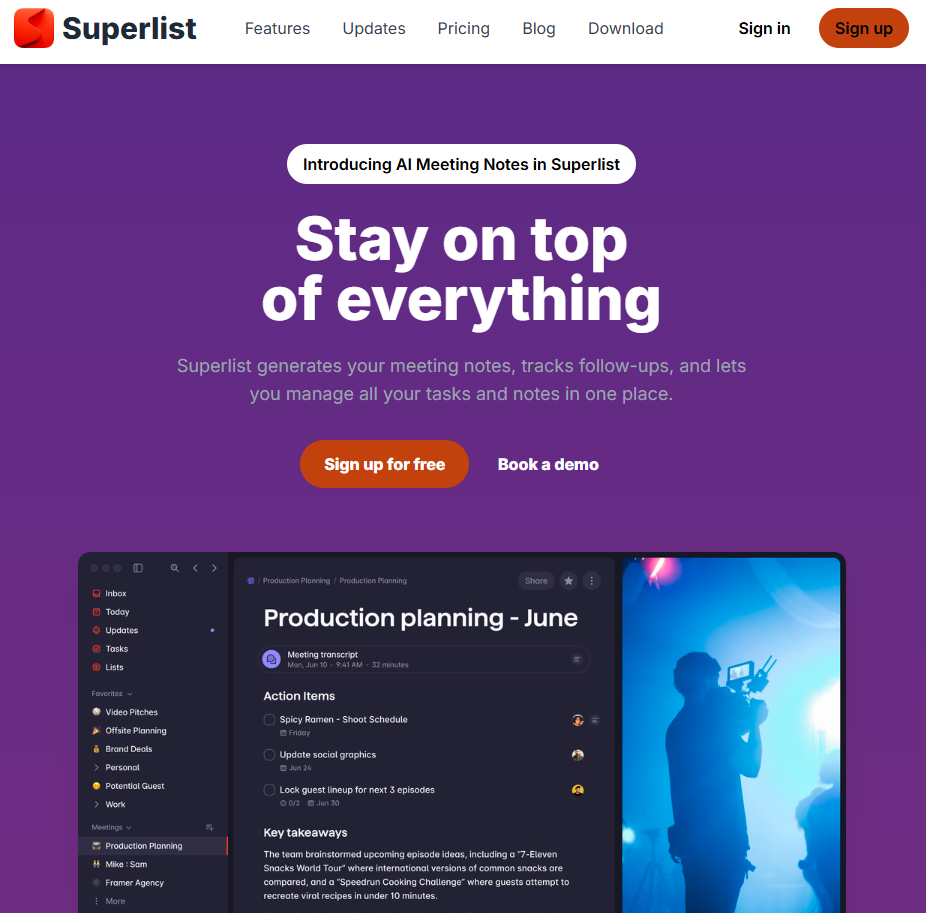 Superlist
Features
Updates
Pricing
Blog
Download
Sign in
Sign up
Introducing AI Meeting Notes in Superlist
Stay on top
of everything
Superlist generates your meeting notes, tracks follow-ups, and lets
you manage all your tasks and notes in one place.
Sign up for free
Book a demo
Inbox
Today
Updates
Tasks
Lists
Favorites
Video Pitches
Offsite Planning
Brand Deals
Personal
Potential Guest
Work
Meetings
Production Planning
Mike : Sam
Framer Agency
More
/ Production Planning / Production Planning
Share
Production planning - June
Meeting transcript
Mon, Jun 10 · 9:41 AM · 32 minutes
Action Items
Spicy Ramen - Shoot Schedule
Friday
Update social graphics
Jun 24
Lock guest lineup for next 3 episodes
0/2 Jun 30
Key takeaways
The team brainstormed upcoming episode ideas, including a "7-Eleven
Snacks World Tour" where international versions of common snacks are
compared, and a "Speedrun Cooking Challenge" where guests attempt to
recreate viral recipes in under 10 minutes.